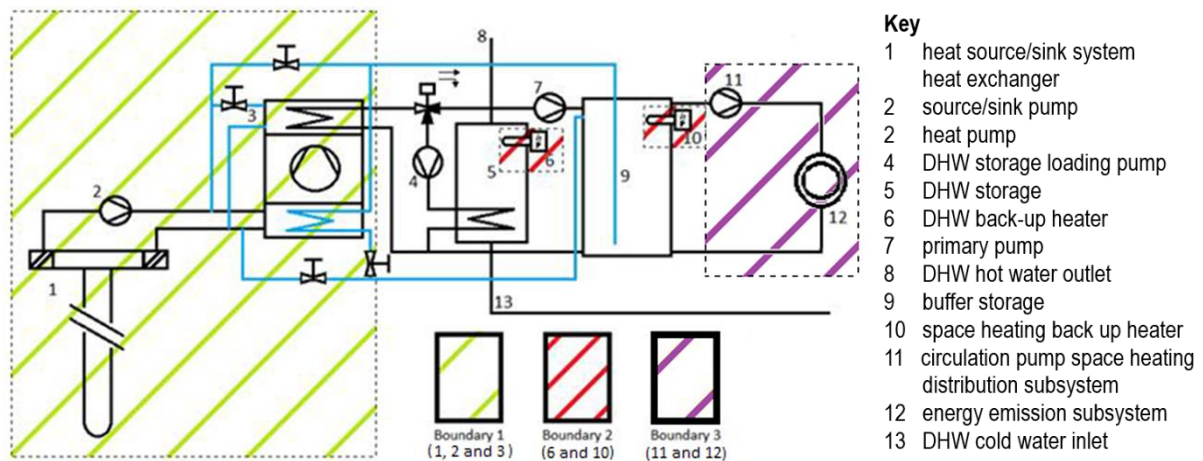 8
11
7
3
10
2
4
5
6
9
12
1
13
Boundary 1
(1, 2 and 3)
Boundary 2
(6 and 10)
Boundary 3
(11 and 12)
Key
1 heat source/sink system
heat exchanger
2 source/sink pump
2 heat pump
4 DHW storage loading pump
5 DHW storage
6 DHW back-up heater
7 primary pump
8 DHW hot water outlet
9 buffer storage
10 space heating back up heater
11 circulation pump space heating
distribution subsystem
12 energy emission subsystem
13 DHW cold water inlet